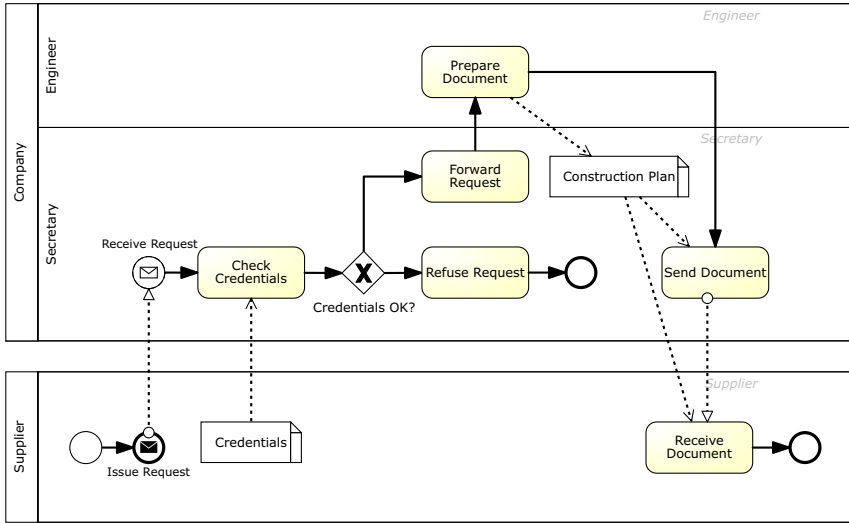 Engineer
Engineer
Prepare
Document
Secretary
Company
Forward
Request
Construction Plan
Secretary
Receive Request
Check
Credentials
Refuse Request
Send Document
Credentials OK?
Supplier
Supplier
Credentials
Receive
Document
Issue Request